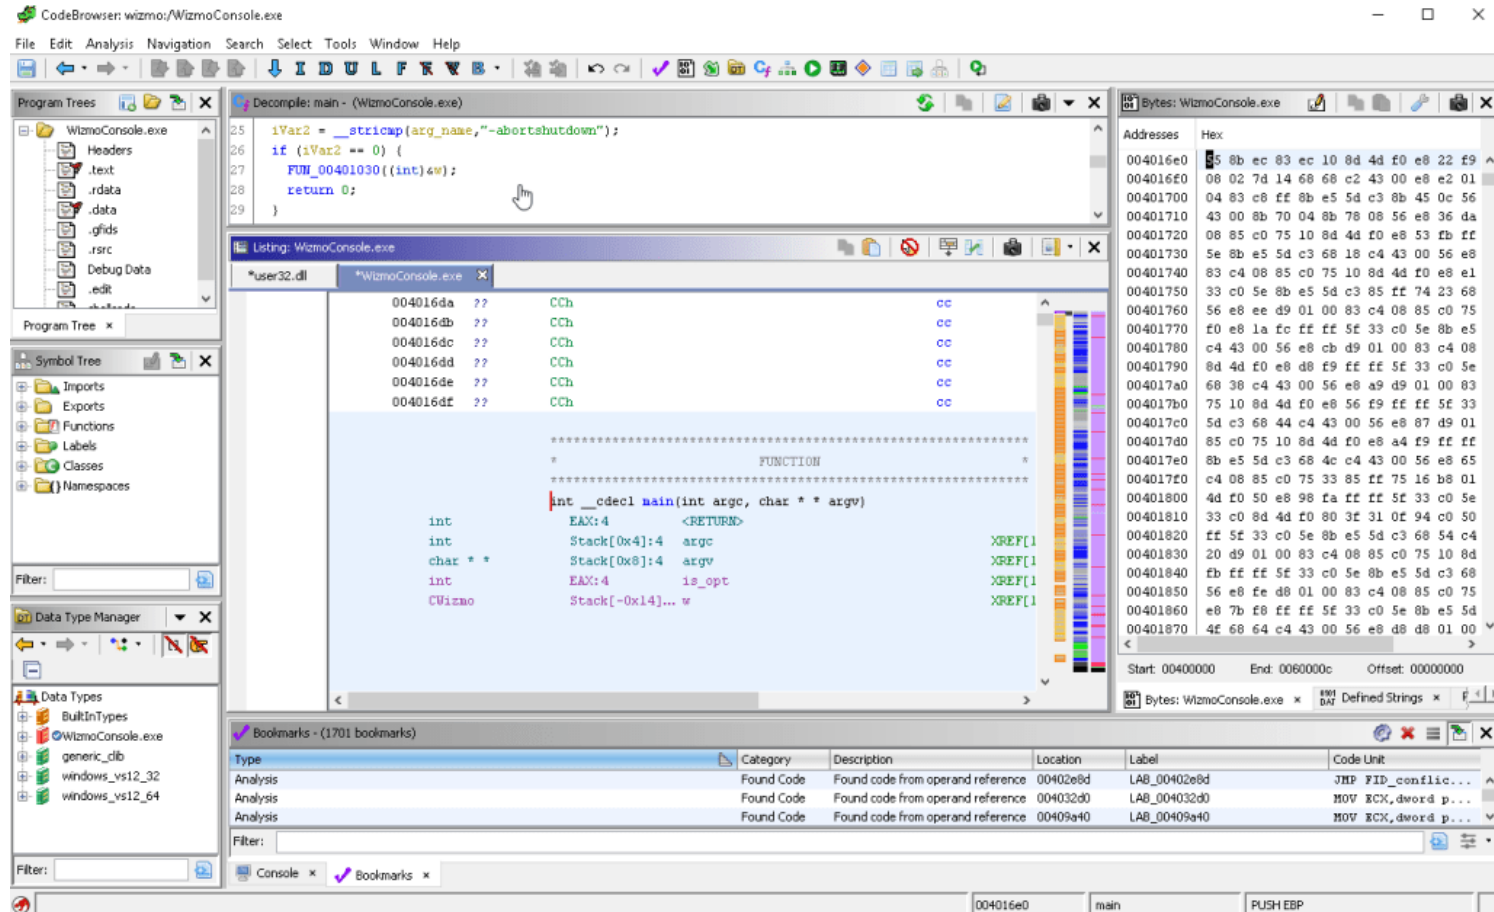 CodeBrowser: wizmo:/WizmoConsole.exe
File Edit Analysis Navigation Search Select Tools Window Help
Program Trees
WizmoConsole.exe
Headers
.text
.rdata
.data
.gfids
.rsrc
Debug Data
.edit
Program Tree ×
Symbol Tree
Imports
Exports
Functions
Labels
Classes
Namespaces
Filter:
Data Type Manager
Data Types
BuiltInTypes
WizmoConsole.exe
generic_clib
windows_vs12_32
windows_vs12_64
Filter:
Decompile: main - (WizmoConsole.exe)
25 iVar2 = __stricmp(arg_name,"-abortshutdown");
26 if (iVar2 == 0) {
27 FUN_00401030((int)&w);
28 return 0;
29 }
Listing: WizmoConsole.exe
*user32.dll *WizmoConsole.exe
004016da ?? CCh cc
004016db ?? CCh cc
004016dc ?? CCh cc
004016dd ?? CCh cc
004016de ?? CCh cc
004016df ?? CCh cc
* FUNCTION *
int __cdecl main(int argc, char * * argv)
int EAX:4 <RETURN>
int Stack[0x4]:4 argc XREF[1
char * * Stack[0x8]:4 argv XREF[1
int EAX:4 is_opt XREF[1
CWizmo Stack[-0x14]... w XREF[1
Bytes: WizmoConsole.exe
Addresses Hex
004016e0 55 8b ec 83 ec 10 8d 4d f0 e8 22 f9
004016f0 08 02 7d 14 68 68 c2 43 00 e8 e2 01
00401700 04 83 c8 ff 8b e5 5d c3 8b 45 0c 56
00401710 43 00 8b 70 04 8b 78 08 56 e8 36 da
00401720 08 85 c0 75 10 8d 4d f0 e8 53 fb ff
00401730 5e 8b e5 5d c3 68 18 c4 43 00 56 e8
00401740 83 c4 08 85 c0 75 10 8d 4d f0 e8 e1
00401750 33 c0 5e 8b e5 5d c3 85 ff 74 23 68
00401760 56 e8 ee d9 01 00 83 c4 08 85 c0 75
00401770 f0 e8 1a fc ff ff 5f 33 c0 5e 8b e5
00401780 c4 43 00 56 e8 cb d9 01 00 83 c4 08
00401790 8d 4d f0 e8 d8 f9 ff ff 5f 33 c0 5e
004017a0 68 38 c4 43 00 56 e8 a9 d9 01 00 83
004017b0 75 10 8d 4d f0 e8 56 f9 ff ff 5f 33
004017c0 5d c3 68 44 c4 43 00 56 e8 87 d9 01
004017d0 85 c0 75 10 8d 4d f0 e8 a4 f9 ff ff
004017e0 8b e5 5d c3 68 4c c4 43 00 56 e8 65
004017f0 c4 08 85 c0 75 33 85 ff 75 16 b8 01
00401800 4d f0 50 e8 98 fa ff ff 5f 33 c0 5e
00401810 33 c0 8d 4d f0 80 3f 31 0f 94 c0 50
00401820 ff 5f 33 c0 5e 8b e5 5d c3 68 54 c4
00401830 20 d9 01 00 83 c4 08 85 c0 75 10 8d
00401840 fb ff ff 5f 33 c0 5e 8b e5 5d c3 68
00401850 56 e8 fe d8 01 00 83 c4 08 85 c0 75
00401860 e8 7b f8 ff ff 5f 33 c0 5e 8b e5 5d
00401870 4f 68 64 c4 43 00 56 e8 d8 d8 01 00
Start: 00400000 End: 0060000c Offset: 00000000
Bytes: WizmoConsole.exe × Defined Strings ×
Bookmarks - (1701 bookmarks)
Type Category Description Location Label Code Unit
Analysis Found Code Found code from operand reference 00402e8d LAB_00402e8d JMP FID_conflic...
Analysis Found Code Found code from operand reference 004032d0 LAB_004032d0 MOV ECX,dword p...
Analysis Found Code Found code from operand reference 00409a40 LAB_00409a40 MOV ECX,dword p...
Filter:
Console × Bookmarks ×
004016e0 main PUSH EBP